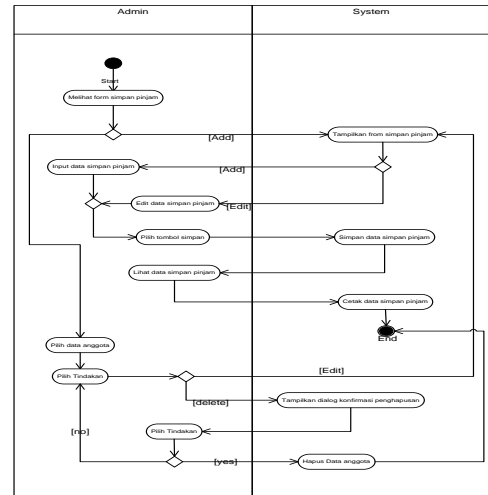 Admin
System
Start
Melihat form simpan pinjam
[Add]
Tampilkan from simpan pinjam
Input data simpan pinjam
[Add]
Edit data simpan pinjam
[Edit]
Pilih tombol simpan
Simpan data simpan pinjam
Lihat data simpan pinjam
Cetak data simpan pinjam
End
Pilih data anggota
Pilih Tindakan
[Edit]
[delete]
Tampilkan dialog konfirmasi penghapusan
[no]
Pilih Tindakan
[yes]
Hapus Data anggota